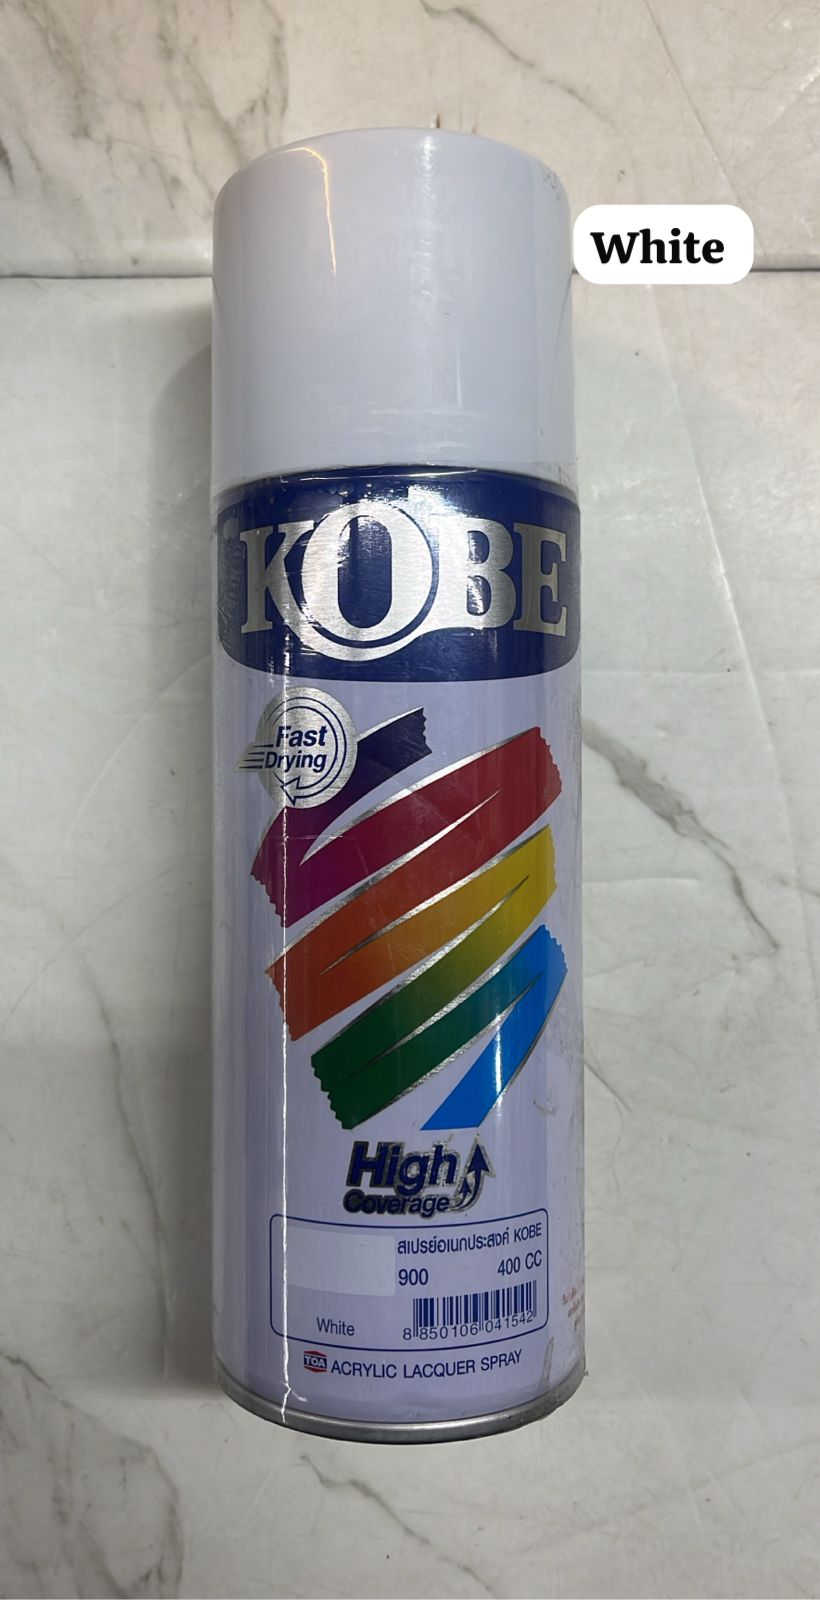 White
KOBE
Fast
Drying
High
Coverage
สเปรย์อเนกประสงค์ KOBE
900
400 CC
White
8 850106 041542
TOA ACRYLIC LACQUER SPRAY